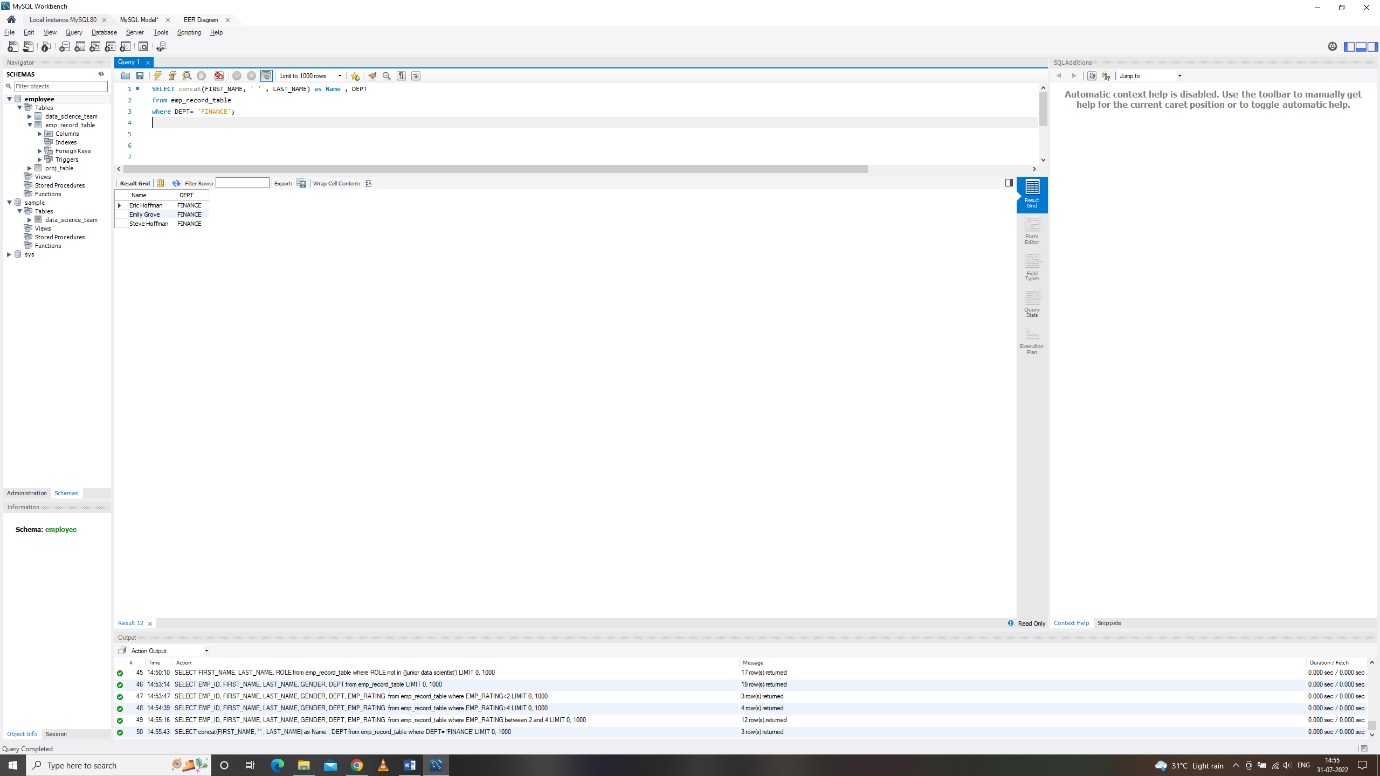 MySQL Workbench
Local instance MySQL80 × MySQL Model* × EER Diagram ×
File Edit View Query Database Server Tools Scripting Help
Navigator
SCHEMAS
Filter objects
employee
Tables
data_science_team
emp_record_table
Columns
Indexes
Foreign Keys
Triggers
proj_table
Views
Stored Procedures
Functions
sample
Tables
data_science_team
Views
Stored Procedures
Functions
sys
Administration Schemas
Information
Schema: employee
Object Info Session
Query 1 ×
Limit to 1000 rows
1 SELECT concat(FIRST_NAME, ' ' , LAST_NAME) as Name , DEPT
2 from emp_record_table
3 where DEPT= 'FINANCE';
4
5
6
7
Result Grid Filter Rows: Export: Wrap Cell Content:
Name DEPT
Eric Hoffman FINANCE
Emily Grove FINANCE
Steve Hoffman FINANCE
Result Grid
Form Editor
Field Types
Query Stats
Execution Plan
Result 12 × Read Only
SQLAdditions
Jump to
Automatic context help is disabled. Use the toolbar to manually get
help for the current caret position or to toggle automatic help.
Context Help Snippets
Output
Action Output
# Time Action Message Duration / Fetch
45 14:50:10 SELECT FIRST_NAME, LAST_NAME, ROLE from emp_record_table where ROLE not in ('junior data scientist') LIMIT 0, 1000 17 row(s) returned 0.000 sec / 0.000 sec
46 14:53:14 SELECT EMP_ID, FIRST_NAME, LAST_NAME, GENDER, DEPT from emp_record_table LIMIT 0, 1000 19 row(s) returned 0.000 sec / 0.000 sec
47 14:53:47 SELECT EMP_ID, FIRST_NAME, LAST_NAME, GENDER, DEPT, EMP_RATING from emp_record_table where EMP_RATING<2 LIMIT 0, 1000 3 row(s) returned 0.000 sec / 0.000 sec
48 14:54:39 SELECT EMP_ID, FIRST_NAME, LAST_NAME, GENDER, DEPT, EMP_RATING from emp_record_table where EMP_RATING>4 LIMIT 0, 1000 4 row(s) returned 0.000 sec / 0.000 sec
49 14:55:16 SELECT EMP_ID, FIRST_NAME, LAST_NAME, GENDER, DEPT, EMP_RATING from emp_record_table where EMP_RATING between 2 and 4 LIMIT 0, 1000 12 row(s) returned 0.000 sec / 0.000 sec
50 14:55:43 SELECT concat(FIRST_NAME, ' ' , LAST_NAME) as Name , DEPT from emp_record_table where DEPT= 'FINANCE' LIMIT 0, 1000 3 row(s) returned 0.000 sec / 0.000 sec
Query Completed
Type here to search
31°C Light rain ENG 14:55
31-07-2022